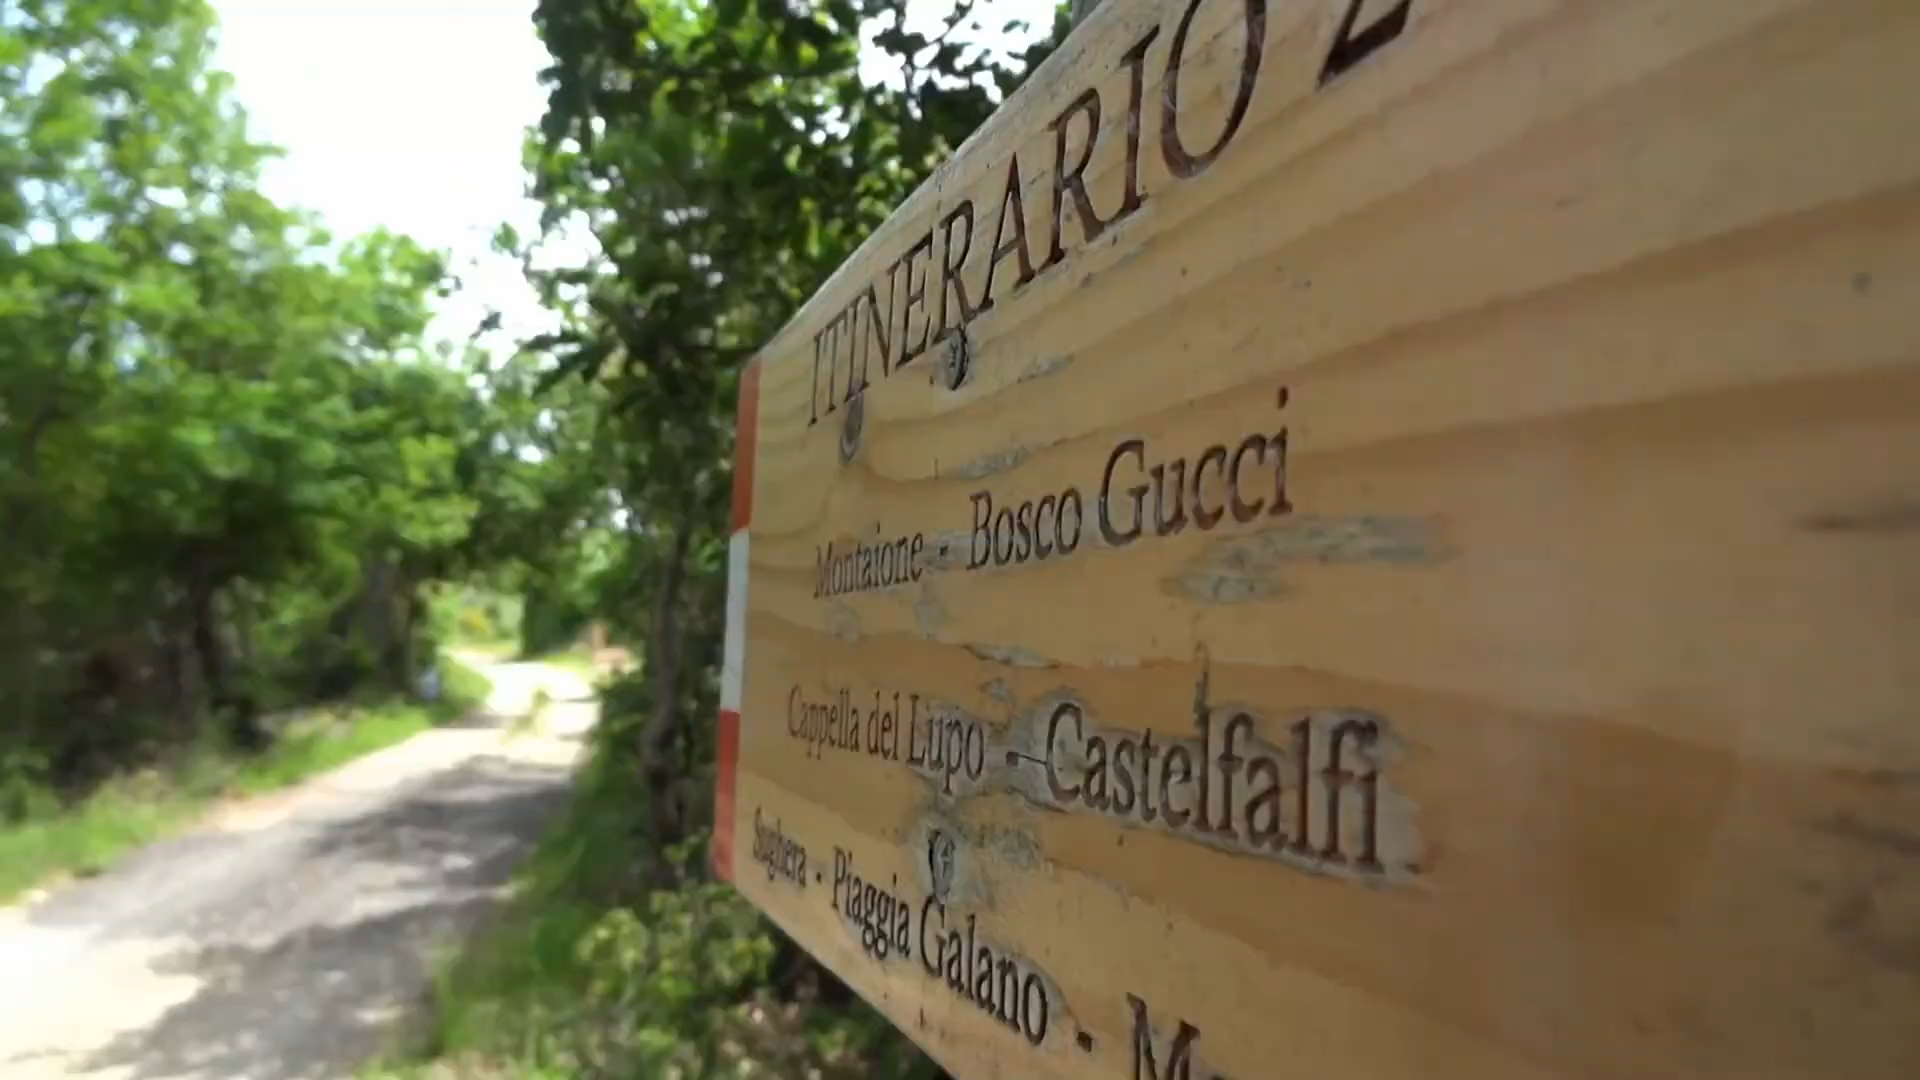 ITINERARIO 2
Montaione - Bosco Gucci
Cappella del Lupo - Castelfalfi
Sughera - Piaggia Galano -